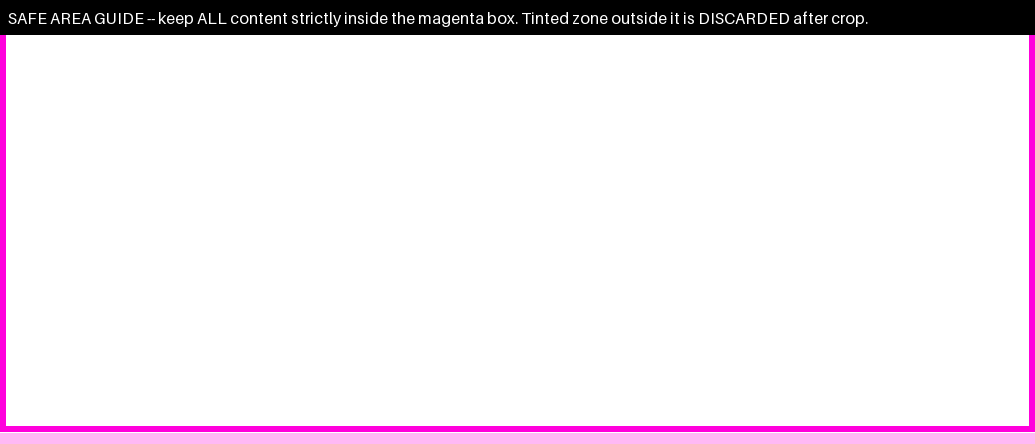 SAFE AREA GUIDE -- keep ALL content strictly inside the magenta box. Tinted zone outside it is DISCARDED after crop.